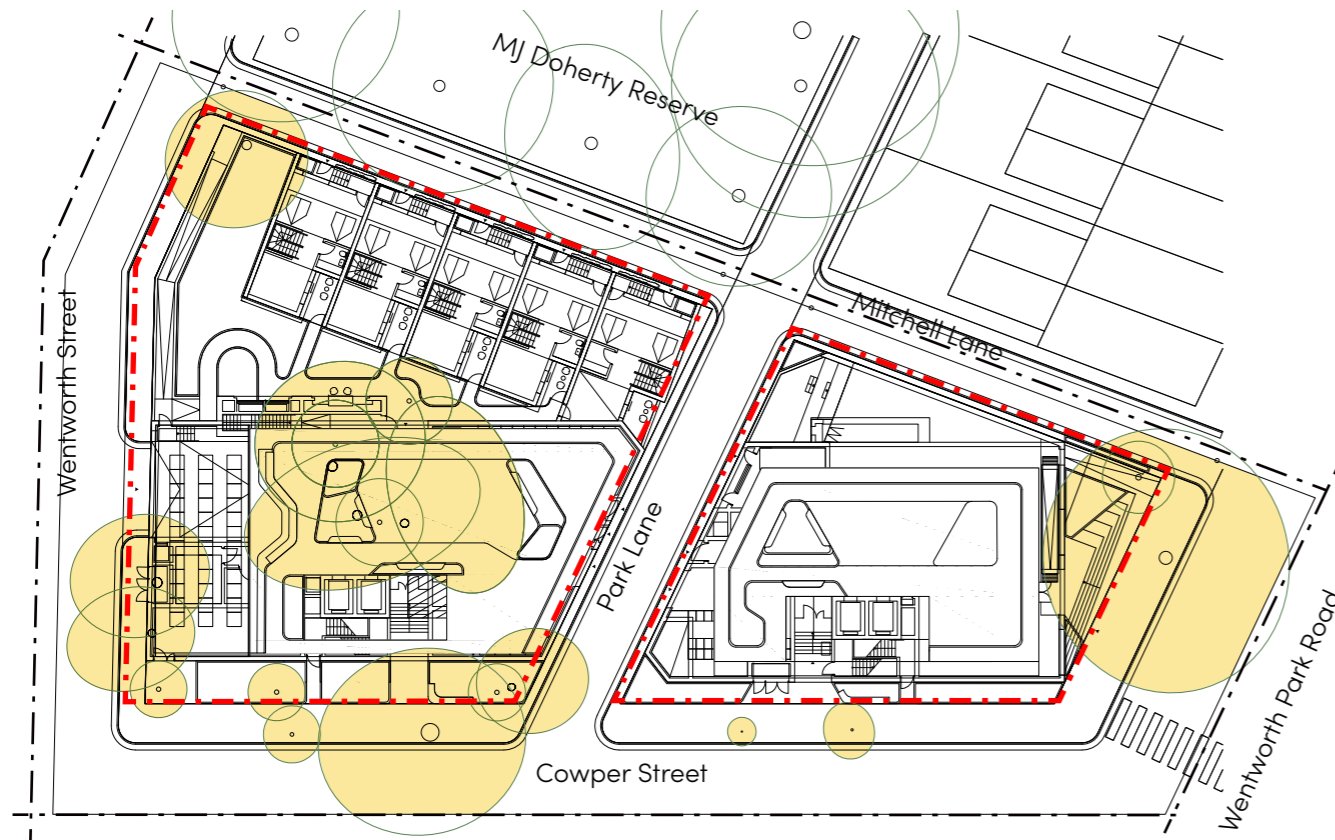 MJ Doherty Reserve
Mitchell Lane
Wentworth Street
Park Lane
Wentworth Park Road
Cowper Street